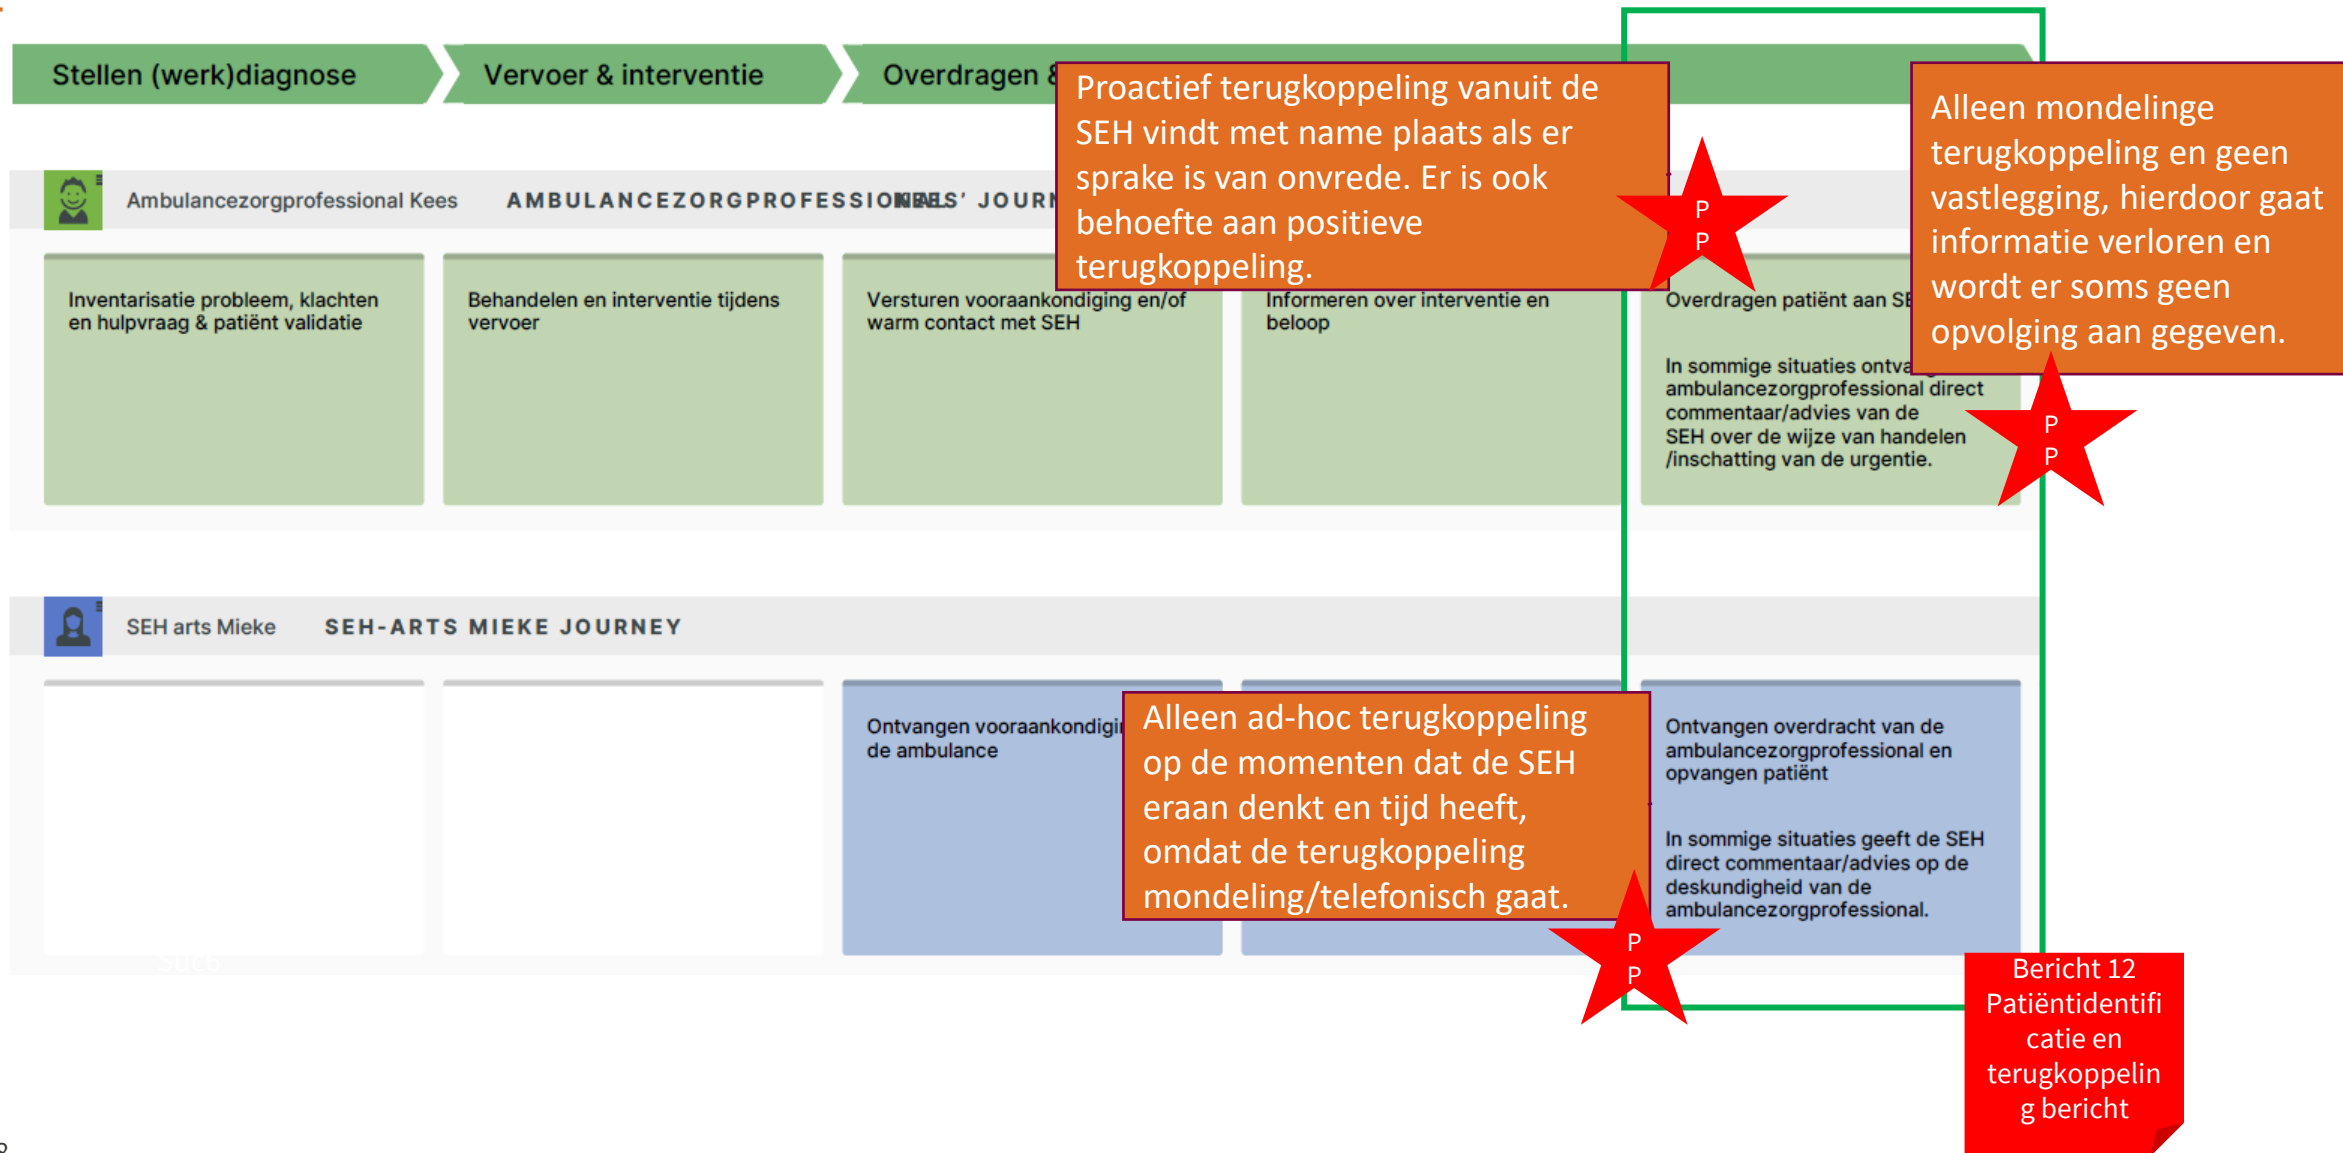 Stellen (werk)diagnose
Vervoer & interventie
Overdragen &
Proactief terugkoppeling vanuit de
SEH vindt met name plaats als er
sprake is van onvrede. Er is ook
behoefte aan positieve
terugkoppeling.
Alleen mondelinge
terugkoppeling en geen
vastlegging, hierdoor gaat
informatie verloren en
wordt er soms geen
opvolging aan gegeven.
P
P
Ambulancezorgprofessional Kees
AMBULANCEZORGPROFESSIONAL
KEES' JOURN
Inventarisatie probleem, klachten
en hulpvraag & patiënt validatie
Behandelen en interventie tijdens
vervoer
Versturen vooraankondiging en/of
warm contact met SEH
Informeren over interventie en
beloop
Overdragen patiënt aan SE
In sommige situaties ontva
ambulancezorgprofessional direct
commentaar/advies van de
SEH over de wijze van handelen
/inschatting van de urgentie.
P
P
SEH arts Mieke
SEH-ARTS MIEKE JOURNEY
Ontvangen vooraankondigi
de ambulance
Alleen ad-hoc terugkoppeling
op de momenten dat de SEH
eraan denkt en tijd heeft,
omdat de terugkoppeling
mondeling/telefonisch gaat.
Ontvangen overdracht van de
ambulancezorgprofessional en
opvangen patiënt
In sommige situaties geeft de SEH
direct commentaar/advies op de
deskundigheid van de
ambulancezorgprofessional.
P
P
Bericht 12
Patiëntidentifi
catie en
terugkoppelin
g bericht